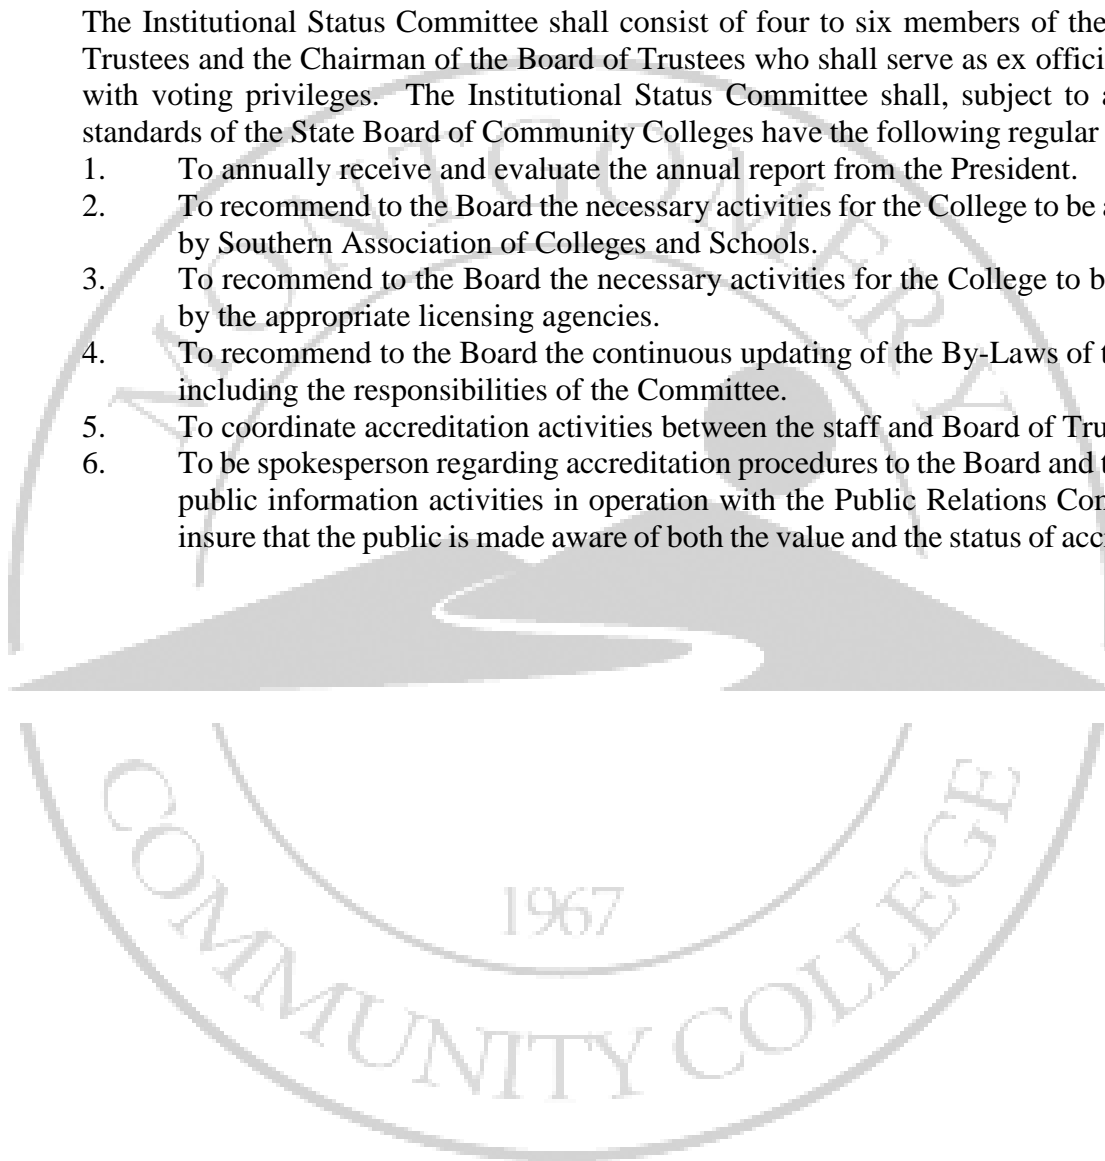 The Institutional Status Committee shall consist of four to six members of the
Trustees and the Chairman of the Board of Trustees who shall serve as ex offici
with voting privileges. The Institutional Status Committee shall, subject to a
standards of the State Board of Community Colleges have the following regular
1. To annually receive and evaluate the annual report from the President.
2. To recommend to the Board the necessary activities for the College to be a
by Southern Association of Colleges and Schools.
3. To recommend to the Board the necessary activities for the College to b
by the appropriate licensing agencies.
4. To recommend to the Board the continuous updating of the By-Laws of t
including the responsibilities of the Committee.
5. To coordinate accreditation activities between the staff and Board of Tru
6. To be spokesperson regarding accreditation procedures to the Board and t
public information activities in operation with the Public Relations Con
insure that the public is made aware of both the value and the status of acc
MONTGOMERY
1967
COMMUNITY COLLEGE